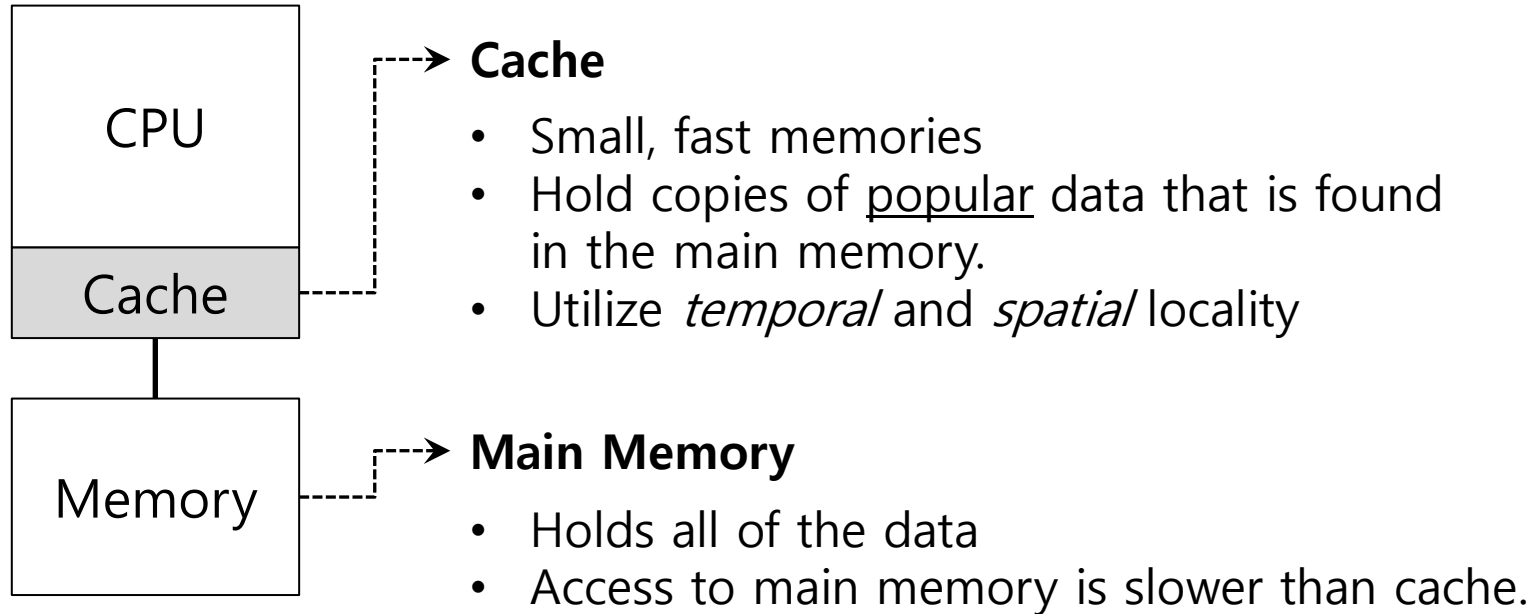 CPU
Cache
Memory
Cache
• Small, fast memories
• Hold copies of popular data that is found
in the main memory.
• Utilize temporal and spatial locality
Main Memory
• Holds all of the data
• Access to main memory is slower than cache.